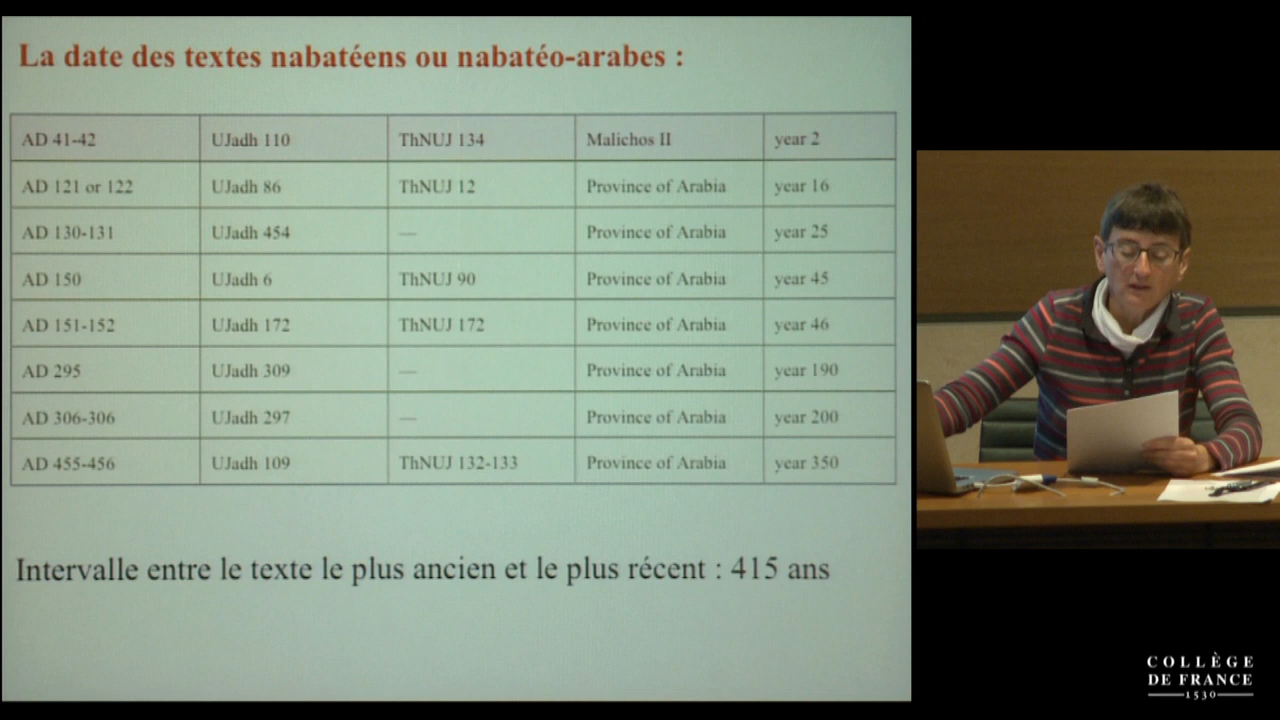 La date des textes nabatéens ou nabatéo-arabes :
AD 41-42 UJadh 110 ThNUJ 134 Malichos II year 2
AD 121 or 122 UJadh 86 ThNUJ 12 Province of Arabia year 16
AD 130-131 UJadh 454 — Province of Arabia year 25
AD 150 UJadh 6 ThNUJ 90 Province of Arabia year 45
AD 151-152 UJadh 172 ThNUJ 172 Province of Arabia year 46
AD 295 UJadh 309 — Province of Arabia year 190
AD 306-306 UJadh 297 — Province of Arabia year 200
AD 455-456 UJadh 109 ThNUJ 132-133 Province of Arabia year 350
Intervalle entre le texte le plus ancien et le plus récent : 415 ans
COLLÈGE
DE FRANCE
1530